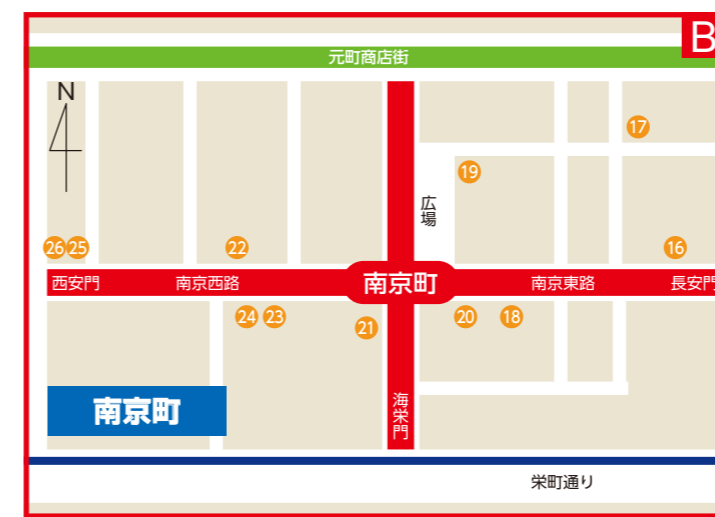 B
元町商店街
N
17
19
広場
26 25
22
16
西安門
南京西路
南京町
南京東路
長安門
24 23
21
20
18
南京町
海栄門
栄町通り